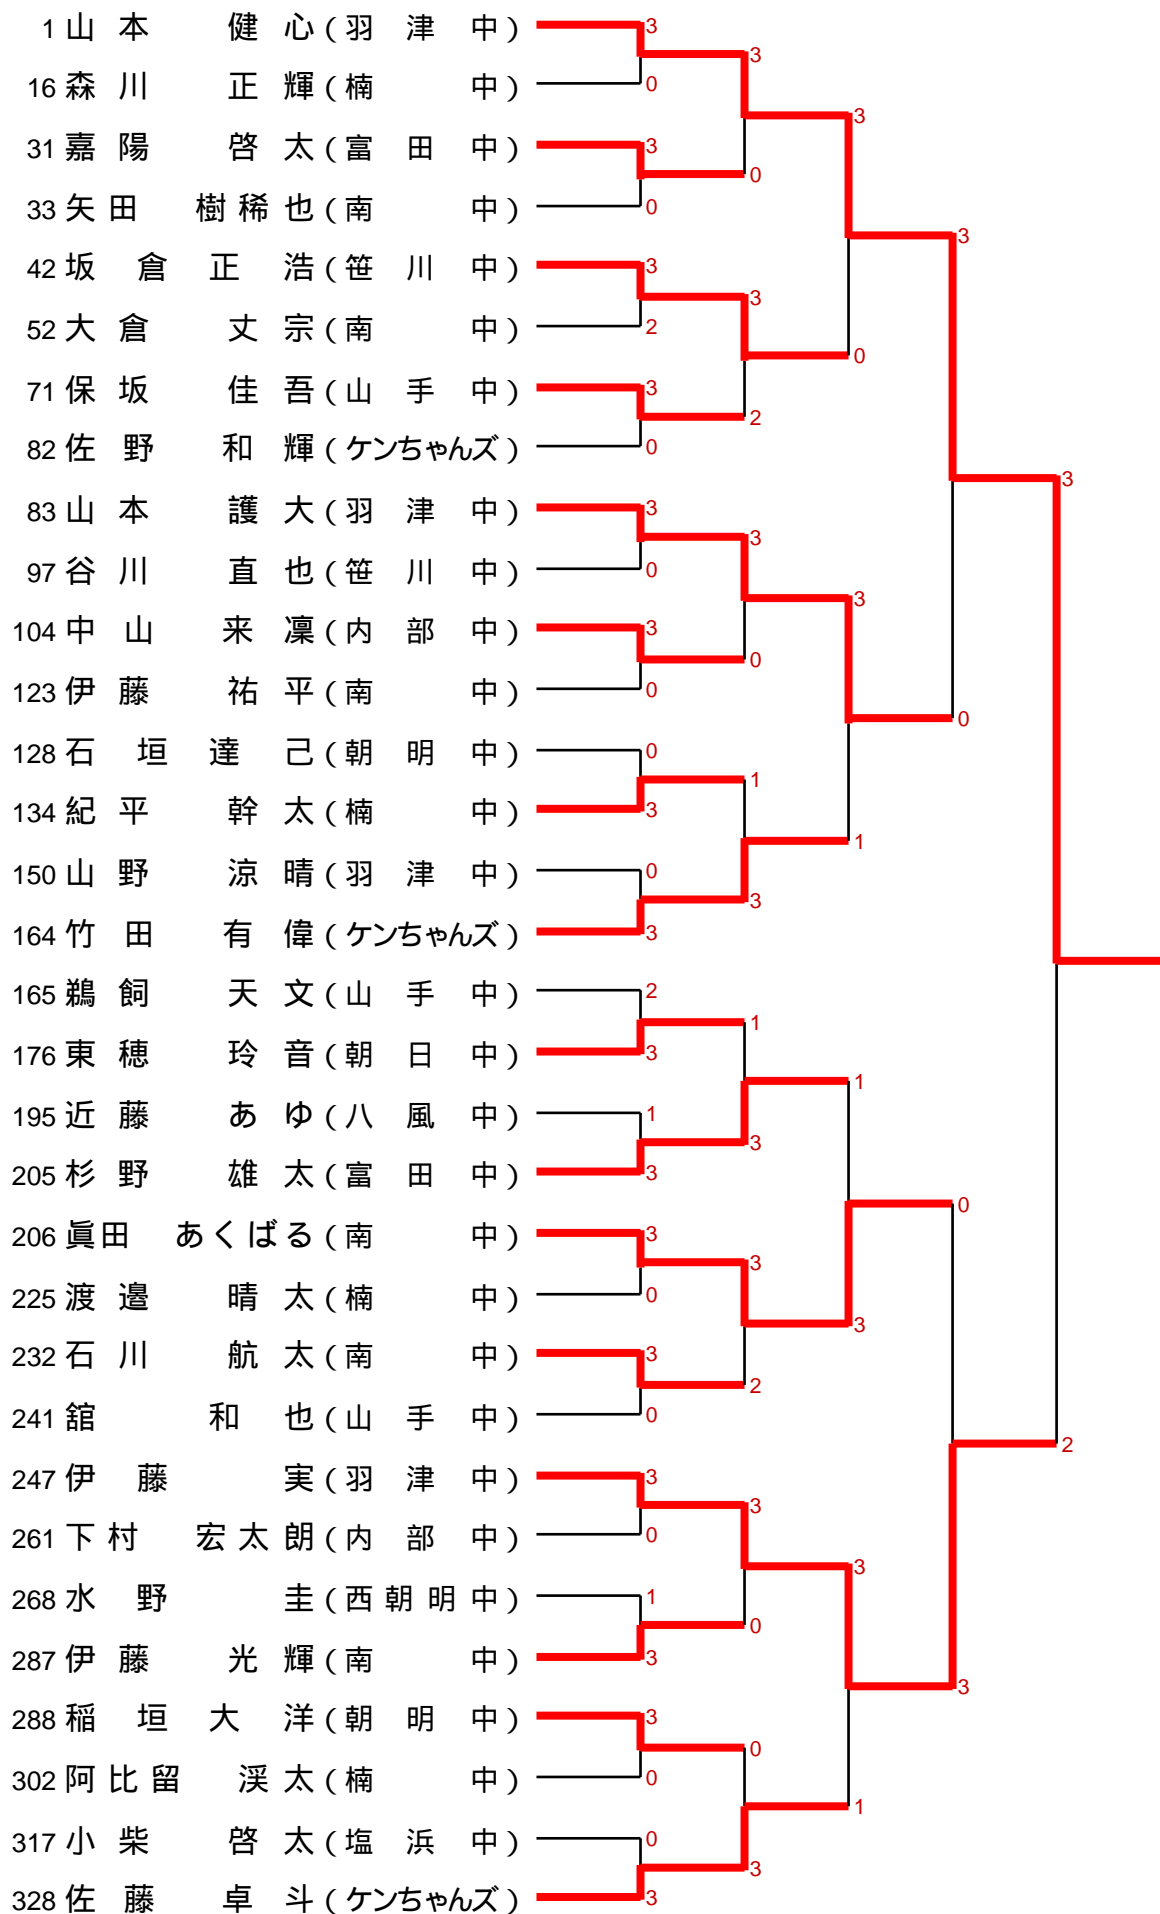 1 山本 健心 (羽津中) 3
3
16 森川 正輝 (楠中) 0
3
31 嘉陽 啓太 (富田中) 3
0
33 矢田 樹稀也 (南中) 0
3
42 坂倉 正浩 (笹川中) 3
3
52 大倉 丈宗 (南中) 2
0
71 保坂 佳吾 (山手中) 3
2
82 佐野 和輝 (ケンちゃんズ) 0
3
83 山本 護大 (羽津中) 3
3
97 谷川 直也 (笹川中) 0
3
104 中山 来凜 (内部中) 3
0
123 伊藤 祐平 (南中) 0
0
128 石垣 達己 (朝明中) 0
1
134 紀平 幹太 (楠中) 3
1
150 山野 涼晴 (羽津中) 0
3
164 竹田 有偉 (ケンちゃんズ) 3
165 鵜飼 天文 (山手中) 2
1
176 東穂 玲音 (朝日中) 3
1
195 近藤 あゆ (八風中) 1
3
205 杉野 雄太 (富田中) 3
0
206 眞田 あくばる (南中) 3
3
225 渡邉 晴太 (楠中) 0
3
232 石川 航太 (南中) 3
2
241 舘 和也 (山手中) 0
2
247 伊藤 実 (羽津中) 3
3
261 下村 宏太朗 (内部中) 0
3
268 水野 圭 (西朝明中) 1
0
287 伊藤 光輝 (南中) 3
3
288 稲垣 大洋 (朝明中) 3
0
302 阿比留 渓太 (楠中) 0
1
317 小柴 啓太 (塩浜中) 0
3
328 佐藤 卓斗 (ケンちゃんズ) 3